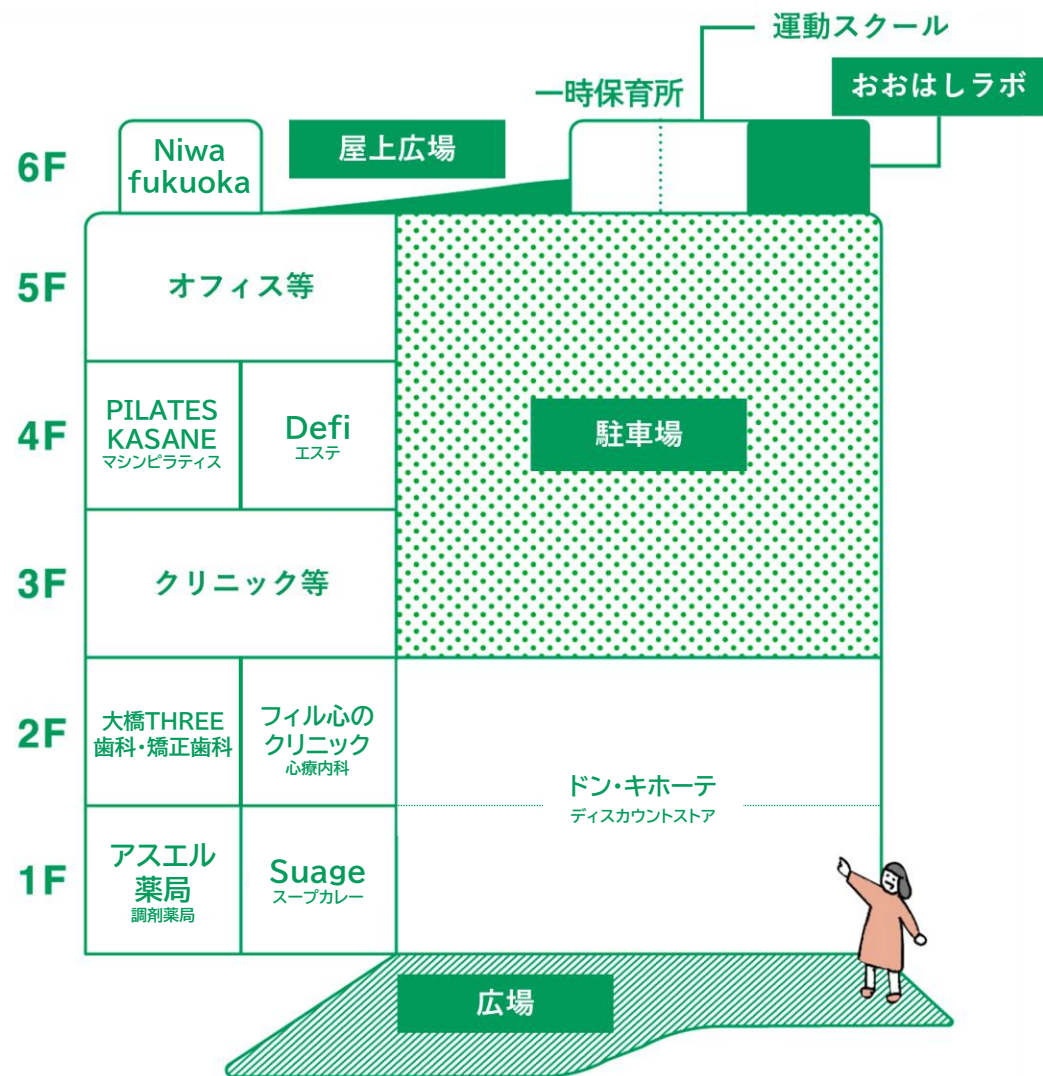 運動スクール
一時保育所
おおはしラボ
6F
Niwa
fukuoka
屋上広場
5F
オフィス等
4F
PILATES
KASANE
マシンピラティス
Defi
エステ
駐車場
3F
クリニック等
2F
大橋THREE
歯科・矯正歯科
フィル心の
クリニック
心療内科
ドン・キホーテ
ディスカウントストア
1F
アスエル
薬局
調剤薬局
Suage
スープカレー
広場